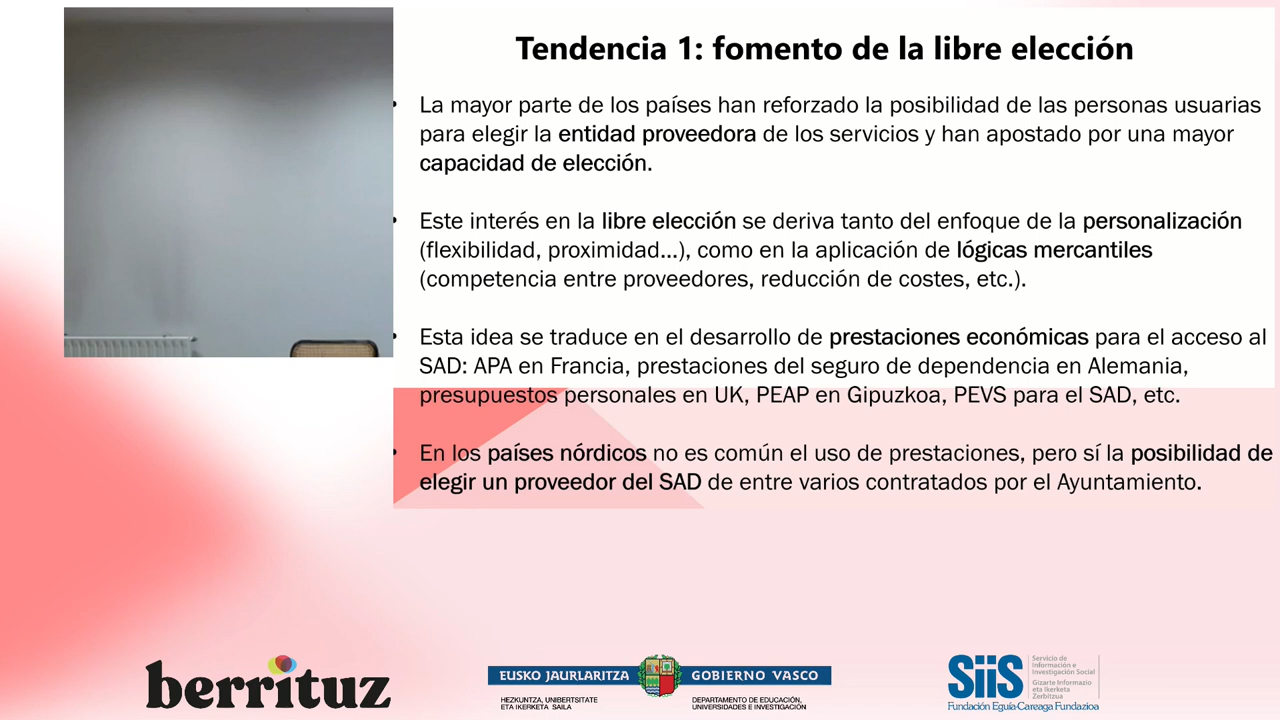 Tendencia 1: fomento de la libre elección
• La mayor parte de los países han reforzado la posibilidad de las personas usuarias
para elegir la entidad proveedora de los servicios y han apostado por una mayor
capacidad de elección.
• Este interés en la libre elección se deriva tanto del enfoque de la personalización
(flexibilidad, proximidad...), como en la aplicación de lógicas mercantiles
(competencia entre proveedores, reducción de costes, etc.).
• Esta idea se traduce en el desarrollo de prestaciones económicas para el acceso al
SAD: APA en Francia, prestaciones del seguro de dependencia en Alemania,
presupuestos personales en UK, PEAP en Gipuzkoa, PEVS para el SAD, etc.
• En los países nórdicos no es común el uso de prestaciones, pero sí la posibilidad de
elegir un proveedor del SAD de entre varios contratados por el Ayuntamiento.
berrituz
EUSKO JAURLARITZA GOBIERNO VASCO
HEZKUNTZA, UNIBERTSITATE
ETA IKERKETA SAILA
DEPARTAMENTO DE EDUCACIÓN,
UNIVERSIDADES E INVESTIGACIÓN
SiiS
Servicio de
Información e
Investigación Social
Gizarte Informazio
eta Ikerketa
Zerbitzua
Fundación Eguía-Careaga Fundazioa